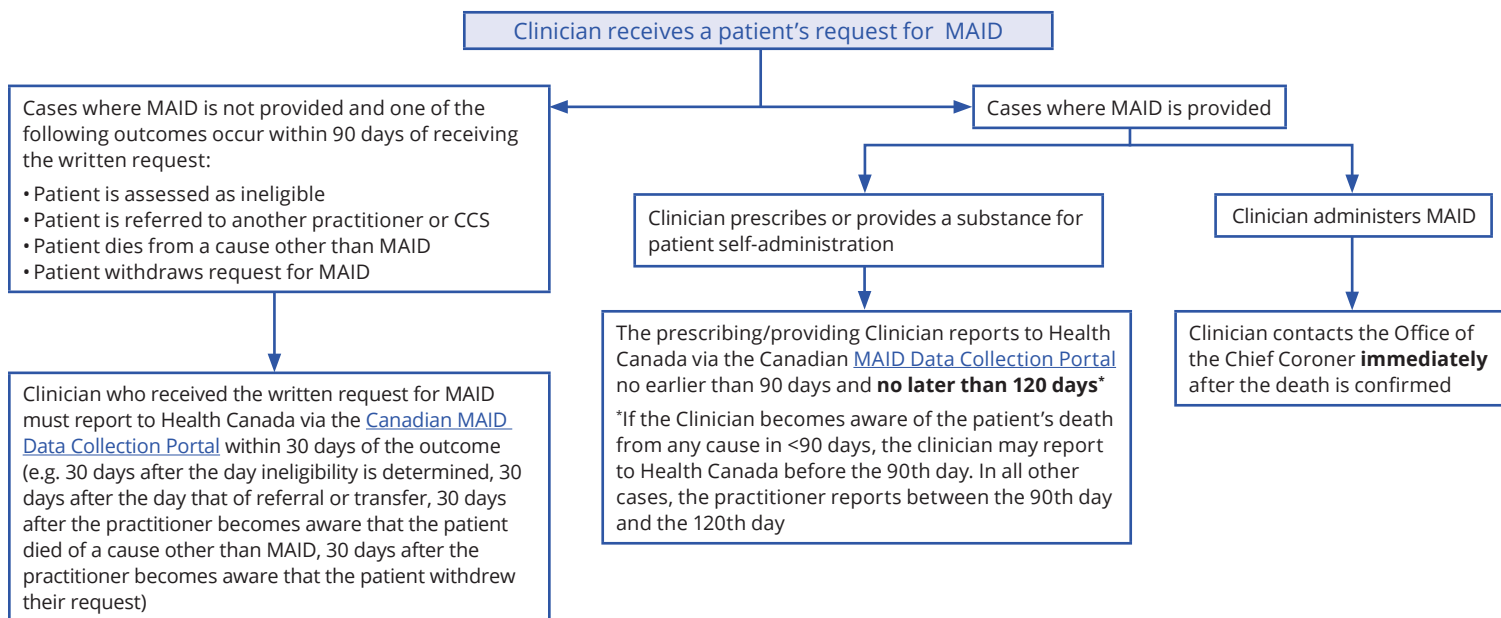 Clinician receives a patient’s request for MAID
Cases where MAID is not provided and one of the
following outcomes occur within 90 days of receiving
the written request:
• Patient is assessed as ineligible
• Patient is referred to another practitioner or CCS
• Patient dies from a cause other than MAID
• Patient withdraws request for MAID
Clinician who received the written request for MAID
must report to Health Canada via the Canadian MAID
Data Collection Portal within 30 days of the outcome
(e.g. 30 days after the day ineligibility is determined, 30
days after the day that of referral or transfer, 30 days
after the practitioner becomes aware that the patient
died of a cause other than MAID, 30 days after the
practitioner becomes aware that the patient withdrew
their request)
Cases where MAID is provided
Clinician prescribes or provides a substance for
patient self-administration
The prescribing/providing Clinician reports to Health
Canada via the Canadian MAID Data Collection Portal
no earlier than 90 days and no later than 120 days*
*If the Clinician becomes aware of the patient’s death
from any cause in <90 days, the clinician may report
to Health Canada before the 90th day. In all other
cases, the practitioner reports between the 90th day
and the 120th day
Clinician administers MAID
Clinician contacts the Office of
the Chief Coroner immediately
after the death is confirmed